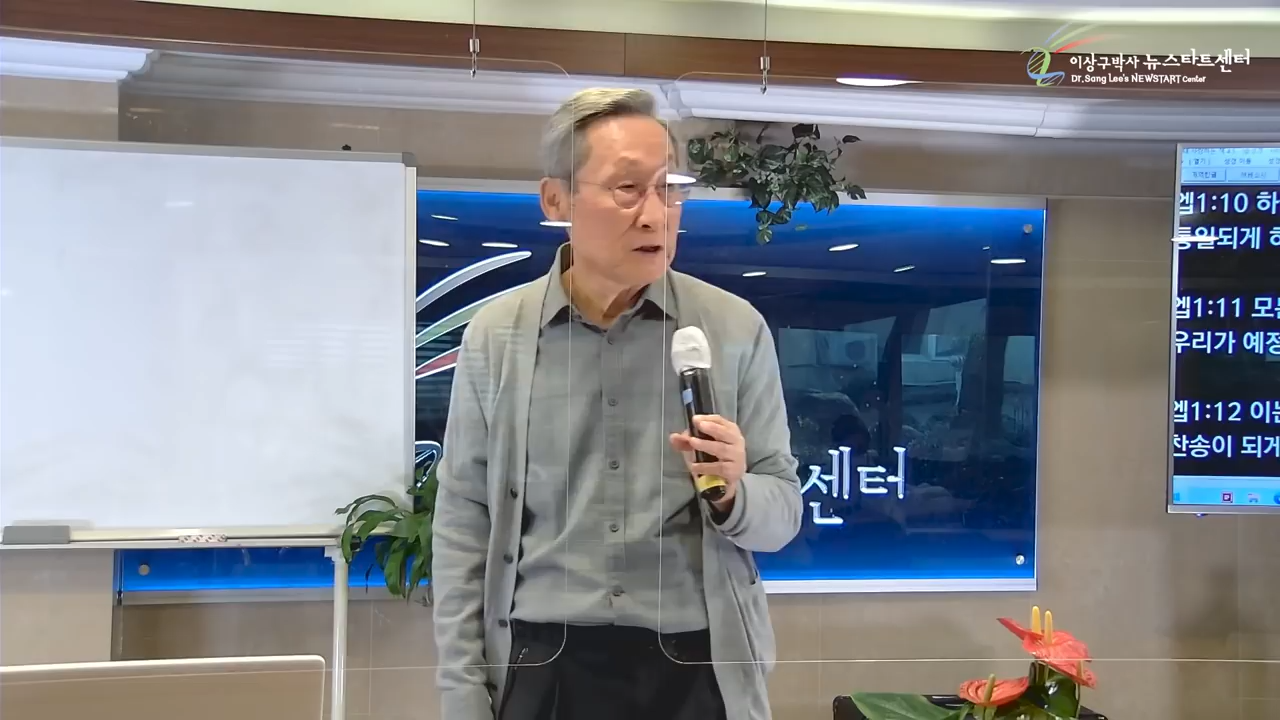 이상구박사 뉴스타트센터
Dr. Sang Lee's NEWSTART Center
엡1:10 하
통일되게 하
엡1:11 모든
우리가 예정
엡1:12 이는
찬송이 되게
센터